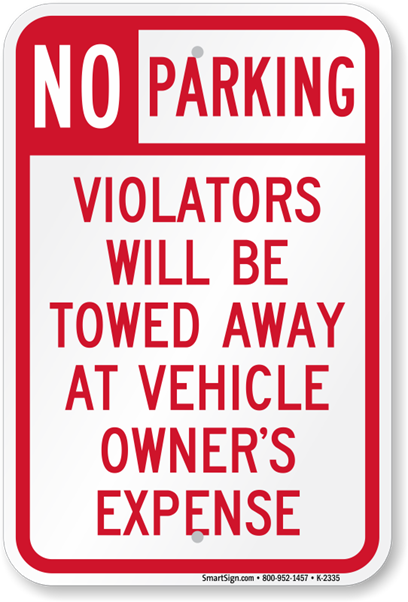 NO PARKING
VIOLATORS
WILL BE
TOWED AWAY
AT VEHICLE
OWNER'S
EXPENSE
SmartSign.com • 800-952-1457 • K-2335